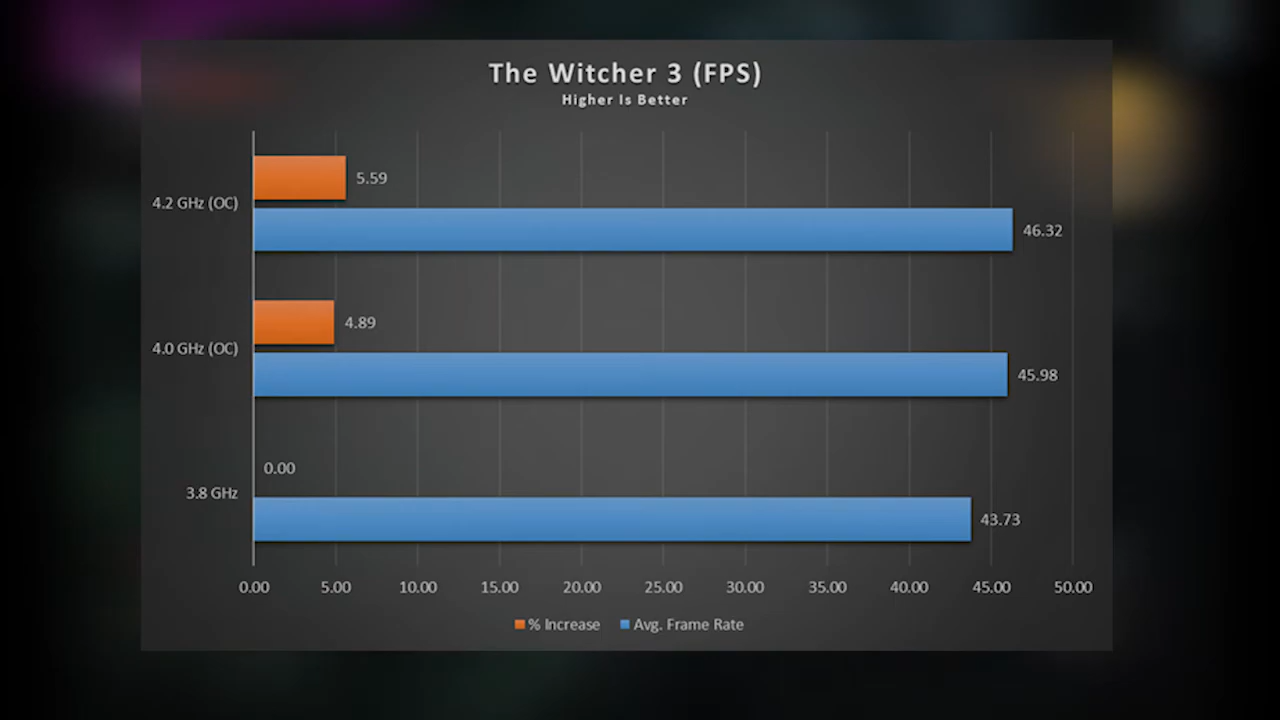 The Witcher 3 (FPS)
Higher Is Better
5.59
4.2 GHz (OC)
46.32
4.89
4.0 GHz (OC)
45.98
0.00
3.8 GHz
43.73
0.00 5.00 10.00 15.00 20.00 25.00 30.00 35.00 40.00 45.00 50.00
% Increase Avg. Frame Rate